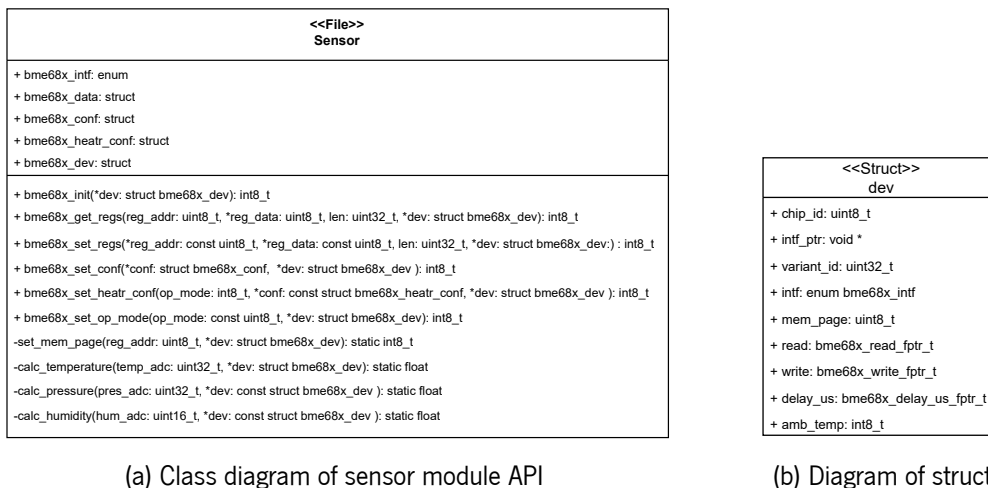 <<File>>
Sensor
+ bme68x_intf: enum
+ bme68x_data: struct
+ bme68x_conf: struct
+ bme68x_heatr_conf: struct
+ bme68x_dev: struct
+ bme68x_init(*dev: struct bme68x_dev): int8_t
+ bme68x_get_regs(reg_addr: uint8_t, *reg_data: uint8_t, len: uint32_t, *dev: struct bme68x_dev): int8_t
+ bme68x_set_regs(*reg_addr: const uint8_t, *reg_data: const uint8_t, len: uint32_t, *dev: struct bme68x_dev:) : int8_t
+ bme68x_set_conf(*conf: struct bme68x_conf, *dev: struct bme68x_dev ): int8_t
+ bme68x_set_heatr_conf(op_mode: int8_t, *conf: const struct bme68x_heatr_conf, *dev: struct bme68x_dev ): int8_t
+ bme68x_set_op_mode(op_mode: const uint8_t, *dev: struct bme68x_dev): int8_t
-set_mem_page(reg_addr: uint8_t, *dev: struct bme68x_dev): static int8_t
-calc_temperature(temp_adc: uint32_t, *dev: struct bme68x_dev): static float
-calc_pressure(pres_adc: uint32_t, *dev: const struct bme68x_dev ): static float
-calc_humidity(hum_adc: uint16_t, *dev: const struct bme68x_dev ): static float
(a) Class diagram of sensor module API
<<Struct>>
dev
+ chip_id: uint8_t
+ intf_ptr: void *
+ variant_id: uint32_t
+ intf: enum bme68x_intf
+ mem_page: uint8_t
+ read: bme68x_read_fptr_t
+ write: bme68x_write_fptr_t
+ delay_us: bme68x_delay_us_fptr_t
+ amb_temp: int8_t
(b) Diagram of struct